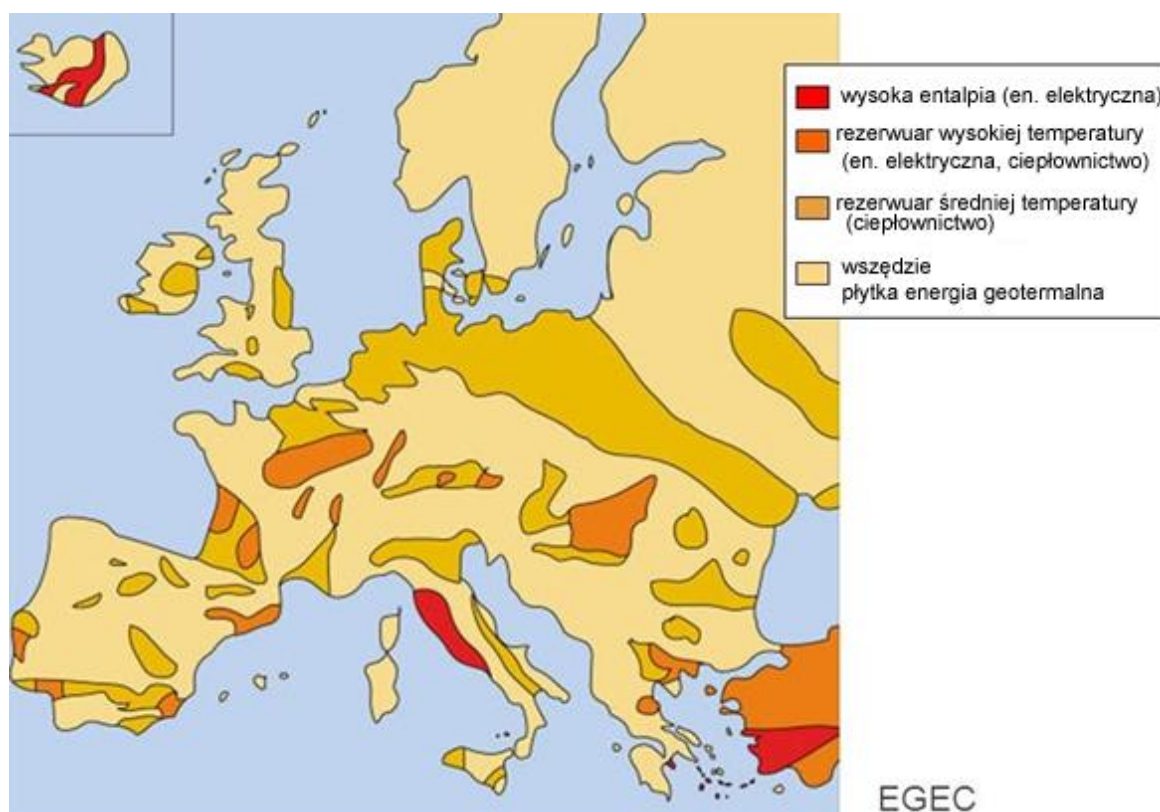 wysoka entalpia (en. elektryczna)
rezerwuar wysokiej temperatury
(en. elektryczna, ciepłownictwo)
rezerwuar średniej temperatury
(ciepłownictwo)
wszędzie
płytka energia geotermalna
EGEC